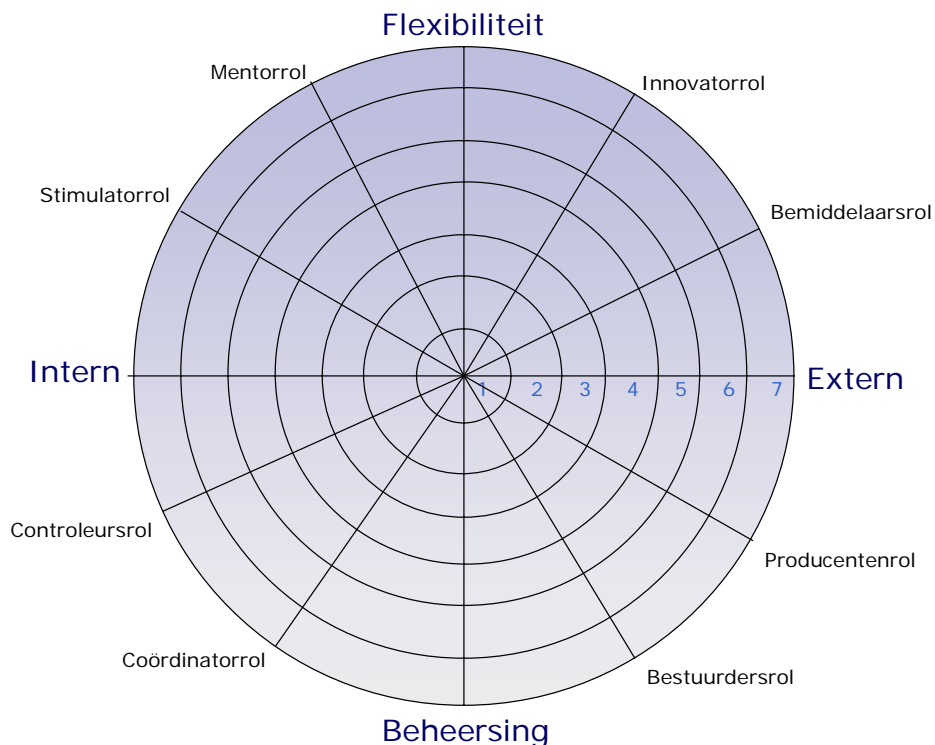 Flexibiliteit
Mentorrol
Innovatorrol
Stimulatorrol
Bemiddelaarsrol
Intern
1 2 3 4 5 6 7
Extern
Controleursrol
Producentenrol
Coördinatorrol
Bestuurdersrol
Beheersing